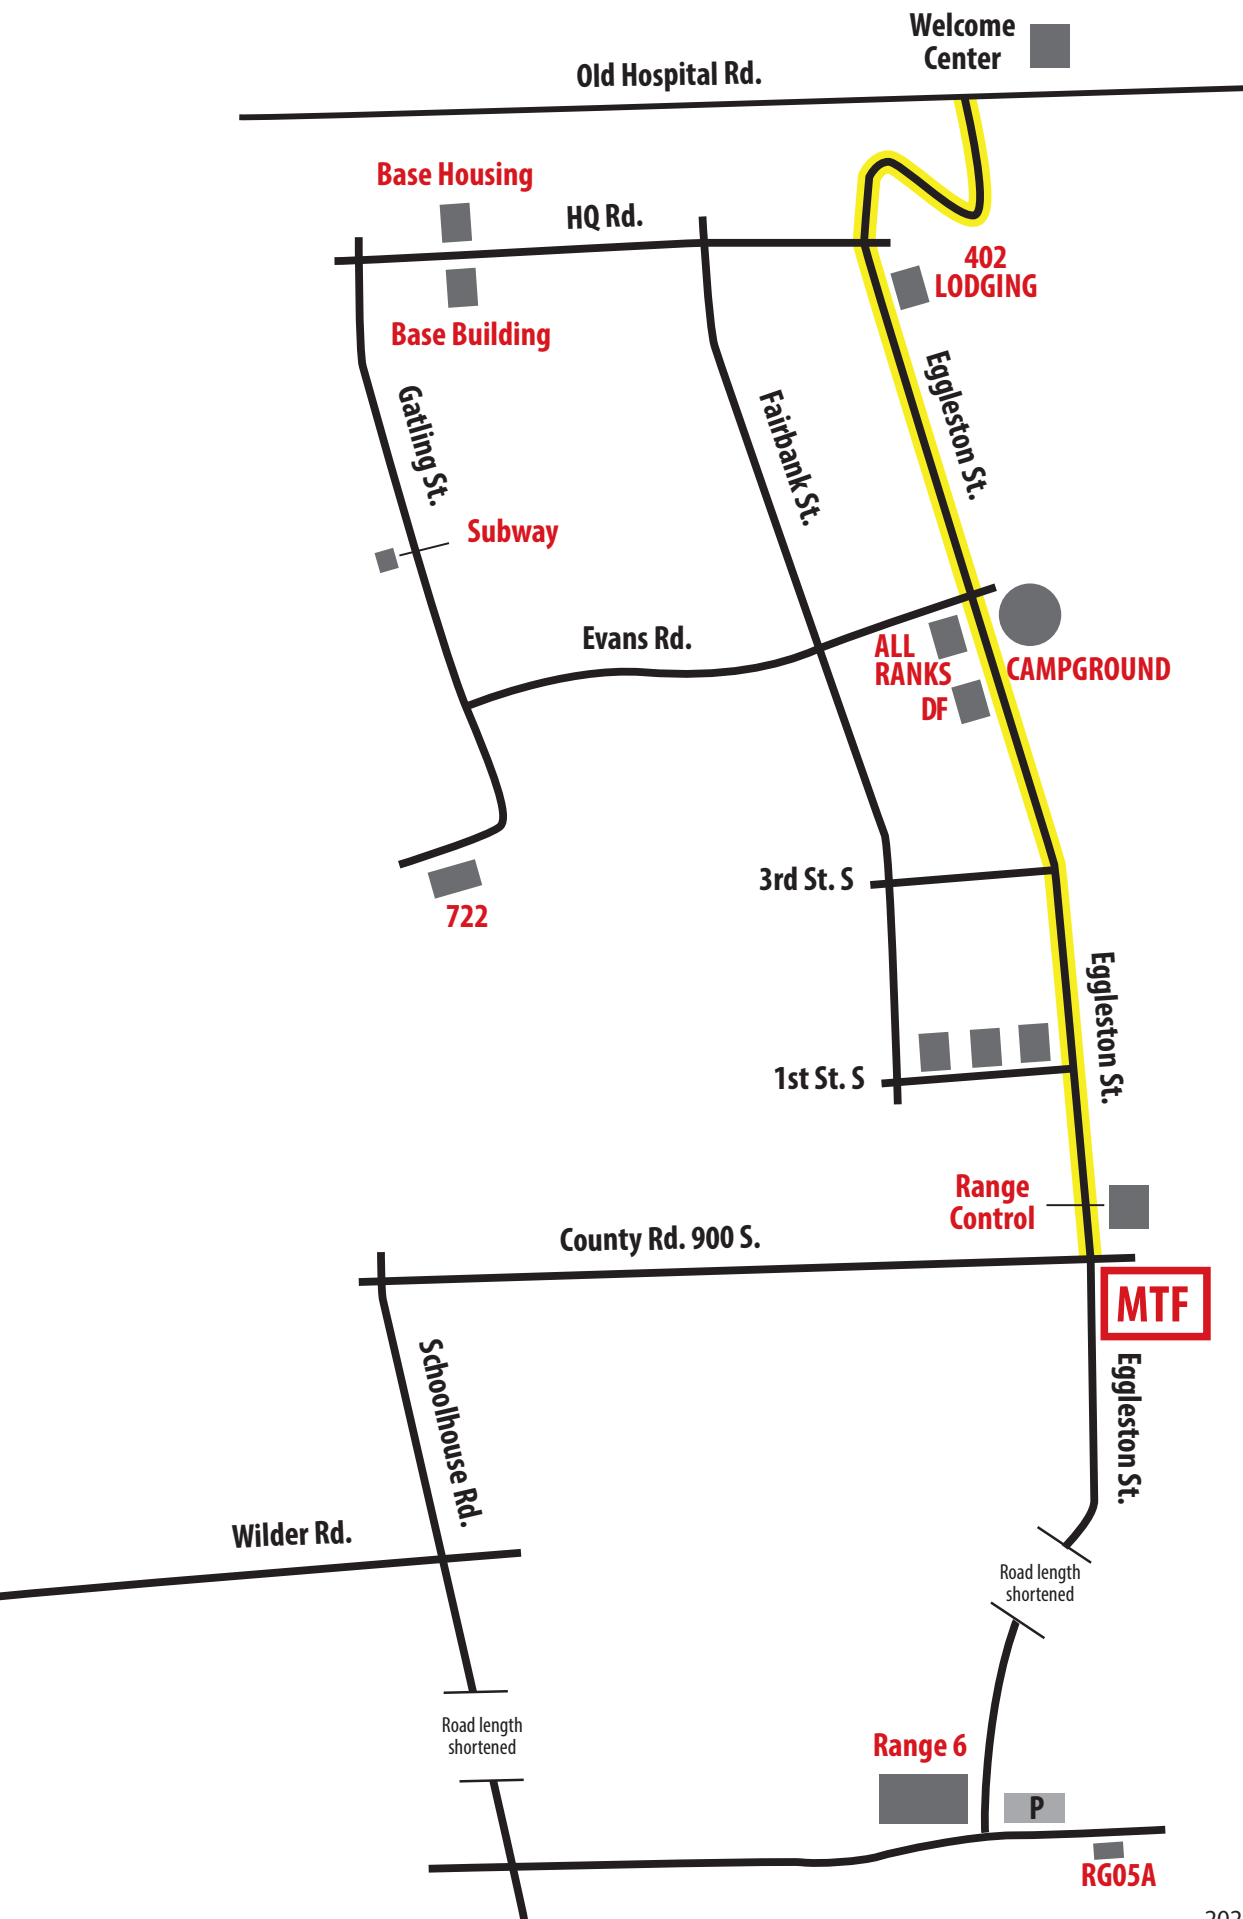 Welcome
Center
Old Hospital Rd.
Base Housing
HQ Rd.
402
LODGING
Base Building
Eggleston St.
Gatling St.
Fairbank St.
Subway
Evans Rd.
ALL
RANKS
CAMPGROUND
DF
3rd St. S
722
Eggleston St.
1st St. S
Range
Control
County Rd. 900 S.
MTF
Schoolhouse Rd.
Eggleston St.
Wilder Rd.
Road length
shortened
Road length
shortened
Range 6
P
RG05A